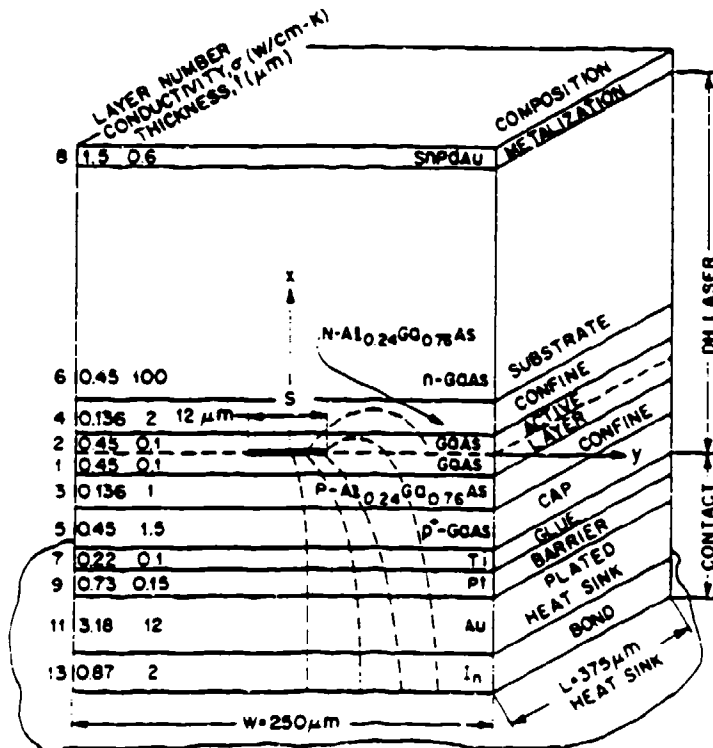 LAYER NUMBER
CONDUCTIVITY, σ (W/cm-K)
THICKNESS, t (μm)
COMPOSITION
METALIZATION
8 1.5 0.6 SnPdAu
DH LASER
x
N-Al0.24Ga0.76As
SUBSTRATE
6 0.45 100 n-GaAs
S
CONFINE
4 0.136 2 12 μm
ACTIVE
LAYER
2 0.45 0.1 GaAs
1 0.45 0.1 GaAs
y
CONFINE
3 0.136 1 P-Al0.24Ga0.76As
CAP
5 0.45 1.5 p+-GaAs
GLUE
7 0.22 0.1 Ti
BARRIER
9 0.73 0.15 Pt
PLATED
HEAT SINK
CONTACT
11 3.18 12 Au
BOND
13 0.87 2 In
L=375μm
HEAT SINK
W=250μm